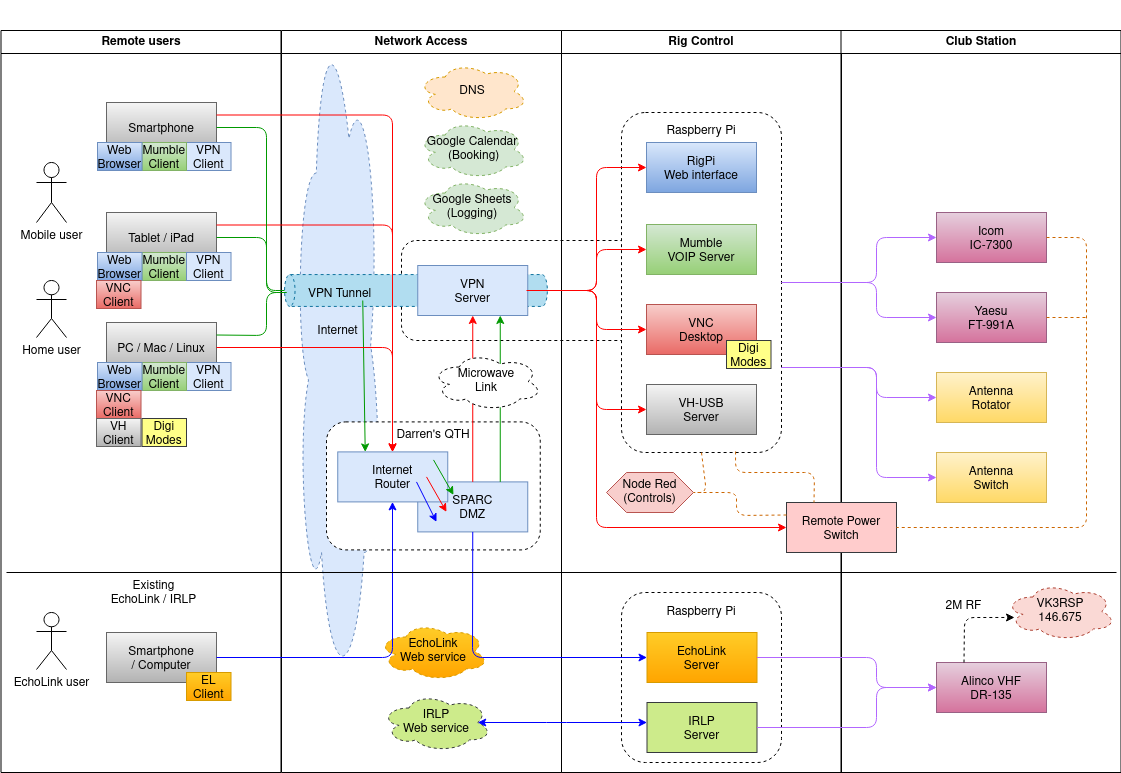 Remote users
Network Access
Rig Control
Club Station
Smartphone
Web
Browser
Mumble
Client
VPN
Client
Mobile user
Tablet / iPad
Web
Browser
Mumble
Client
VPN
Client
VNC
Client
Home user
PC / Mac / Linux
Web
Browser
Mumble
Client
VPN
Client
VNC
Client
VH
Client
Digi
Modes
DNS
Google Calendar
(Booking)
Google Sheets
(Logging)
VPN Tunnel
VPN
Server
Internet
Microwave
Link
Darren's QTH
Internet
Router
SPARC
DMZ
Raspberry Pi
RigPi
Web interface
Mumble
VOIP Server
VNC
Desktop
Digi
Modes
VH-USB
Server
Node Red
(Controls)
Remote Power
Switch
Icom
IC-7300
Yaesu
FT-991A
Antenna
Rotator
Antenna
Switch
Existing
EchoLink / IRLP
EchoLink user
Smartphone
/ Computer
EL
Client
EchoLink
Web service
IRLP
Web service
Raspberry Pi
EchoLink
Server
IRLP
Server
2M RF
VK3RSP
146.675
Alinco VHF
DR-135